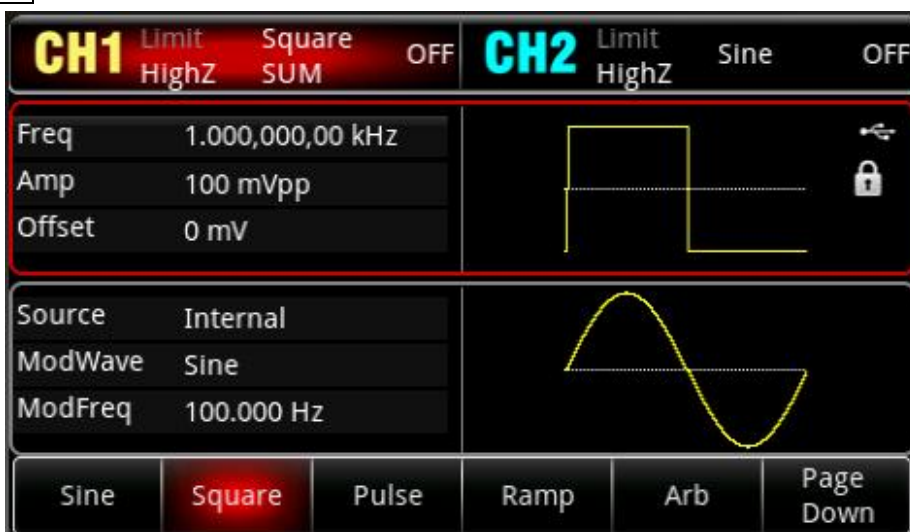 CH1 Limit Square OFF
HighZ SUM
CH2 Limit Sine OFF
HighZ
Freq 1.000,000,00 kHz
Amp 100 mVpp
Offset 0 mV
Source Internal
ModWave Sine
ModFreq 100.000 Hz
Sine Square Pulse Ramp Arb Page Down